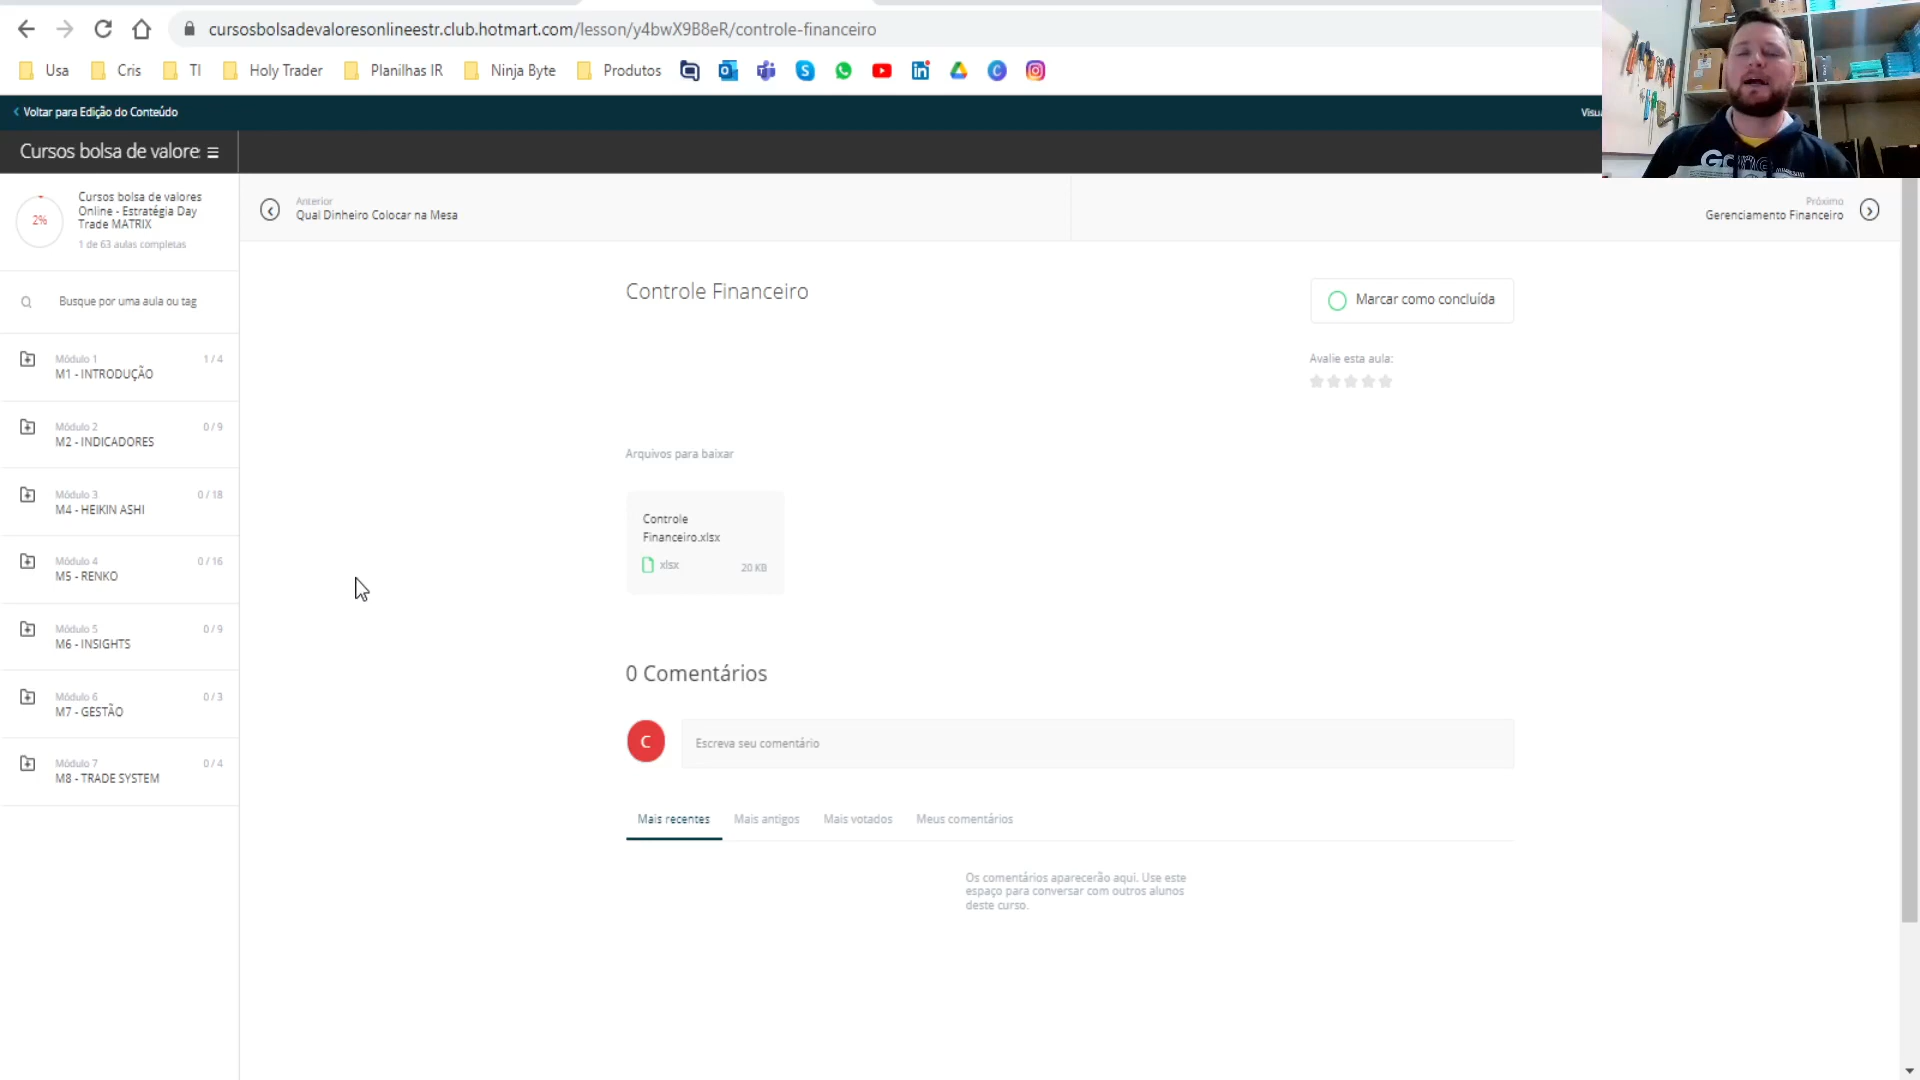 cursosbolsadevaloresonlineestr.club.hotmart.com/lesson/y4bwX9B8eR/controle-financeiro
Usa Cris TI Holy Trader Planilhas IR Ninja Byte Produtos
Voltar para Edição do Conteúdo
Visu
Cursos bolsa de valore
2%
Cursos bolsa de valores
Online - Estratégia Day
Trade MATRIX
1 de 63 aulas completas
Busque por uma aula ou tag
Módulo 1 1 / 4
M1 - INTRODUÇÃO
Módulo 2 0 / 9
M2 - INDICADORES
Módulo 3 0 / 18
M4 - HEIKIN ASHI
Módulo 4 0 / 16
M5 - RENKO
Módulo 5 0 / 9
M6 - INSIGHTS
Módulo 6 0 / 3
M7 - GESTÃO
Módulo 7 0 / 4
M8 - TRADE SYSTEM
Anterior
Qual Dinheiro Colocar na Mesa
Próximo
Gerenciamento Financeiro
Controle Financeiro
Marcar como concluída
Avalie esta aula:
Arquivos para baixar
Controle
Financeiro.xlsx
xlsx 20 KB
0 Comentários
C
Escreva seu comentário
Mais recentes Mais antigos Mais votados Meus comentários
Os comentários aparecerão aqui. Use este
espaço para conversar com outros alunos
deste curso.